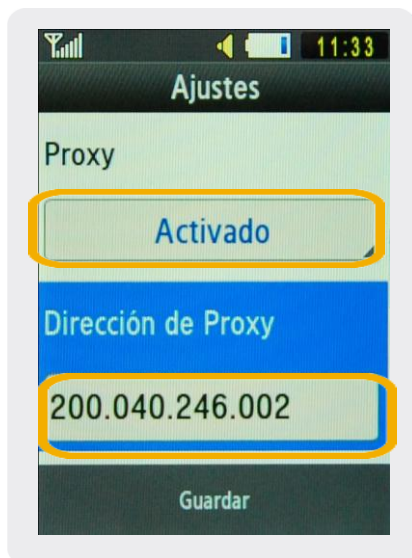 11:33
Ajustes
Proxy
Activado
Dirección de Proxy
200.040.246.002
Guardar